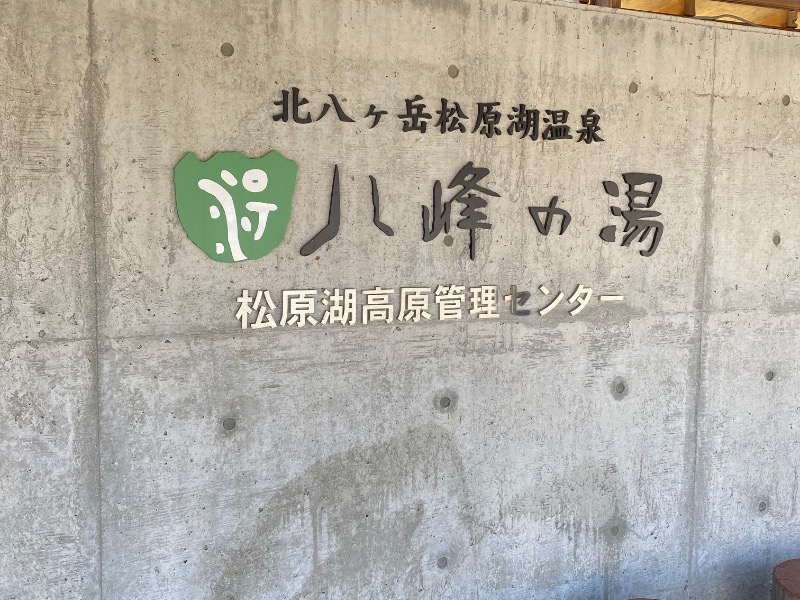 北八ヶ岳松原湖温泉
八峰の湯
松原湖高原管理センター